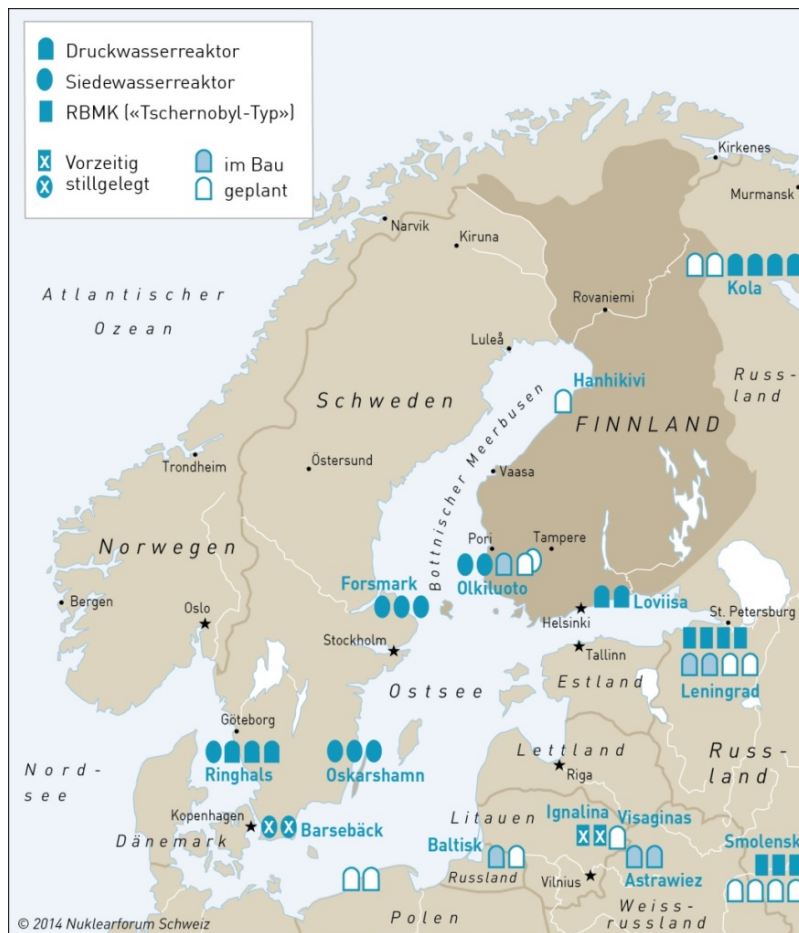 Druckwasserreaktor
Siedewasserreaktor
RBMK («Tschernobyl-Typ»)
Vorzeitig
stillgelegt
im Bau
geplant
Kirkenes
Murmansk
Narvik
Kiruna
Kola
Atlantischer
Ozean
Rovaniemi
Luleå
Hanhikivi
Russ-
land
Schweden
FINNLAND
Bottnischer Meerbusen
Östersund
Trondheim
Vaasa
Norwegen
Pori
Tampere
Forsmark
Olkiluoto
Bergen
Oslo
Loviisa
Helsinki
St. Petersburg
Stockholm
Tallinn
Ostsee
Estland
Leningrad
Göteborg
Nord-
see
Ringhals
Oskarshamn
Lettland
Riga
Russ-
land
Kopenhagen
Barsebäck
Dänemark
Litauen
Ignalina
Visaginas
Baltisk
Smolensk
Russland
Vilnius
Astrawiez
Polen
Weiss-
russland
© 2014 Nuklearforum Schweiz